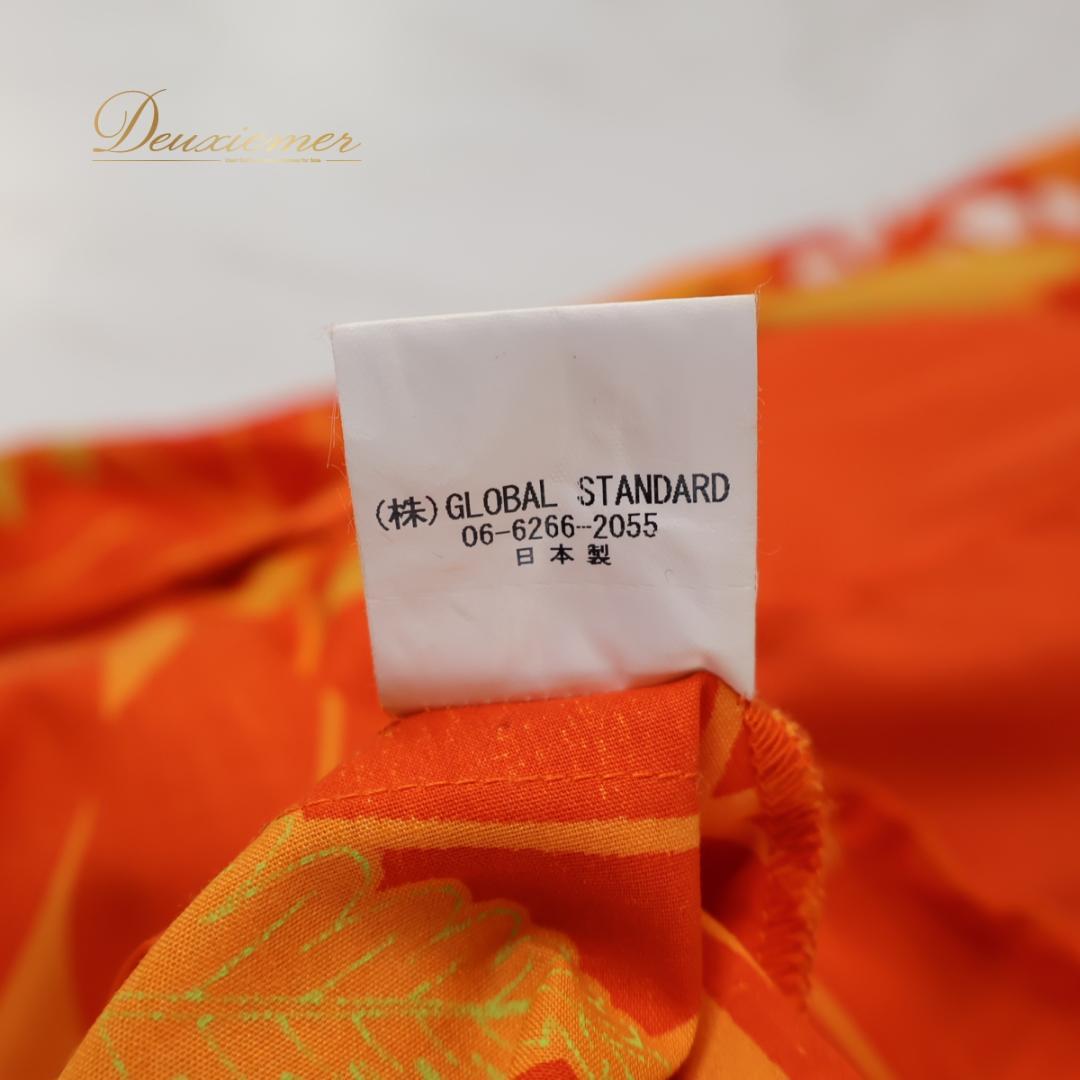 Deuxiemer
(株)GLOBAL STANDARD
06-6266-2055
日本製